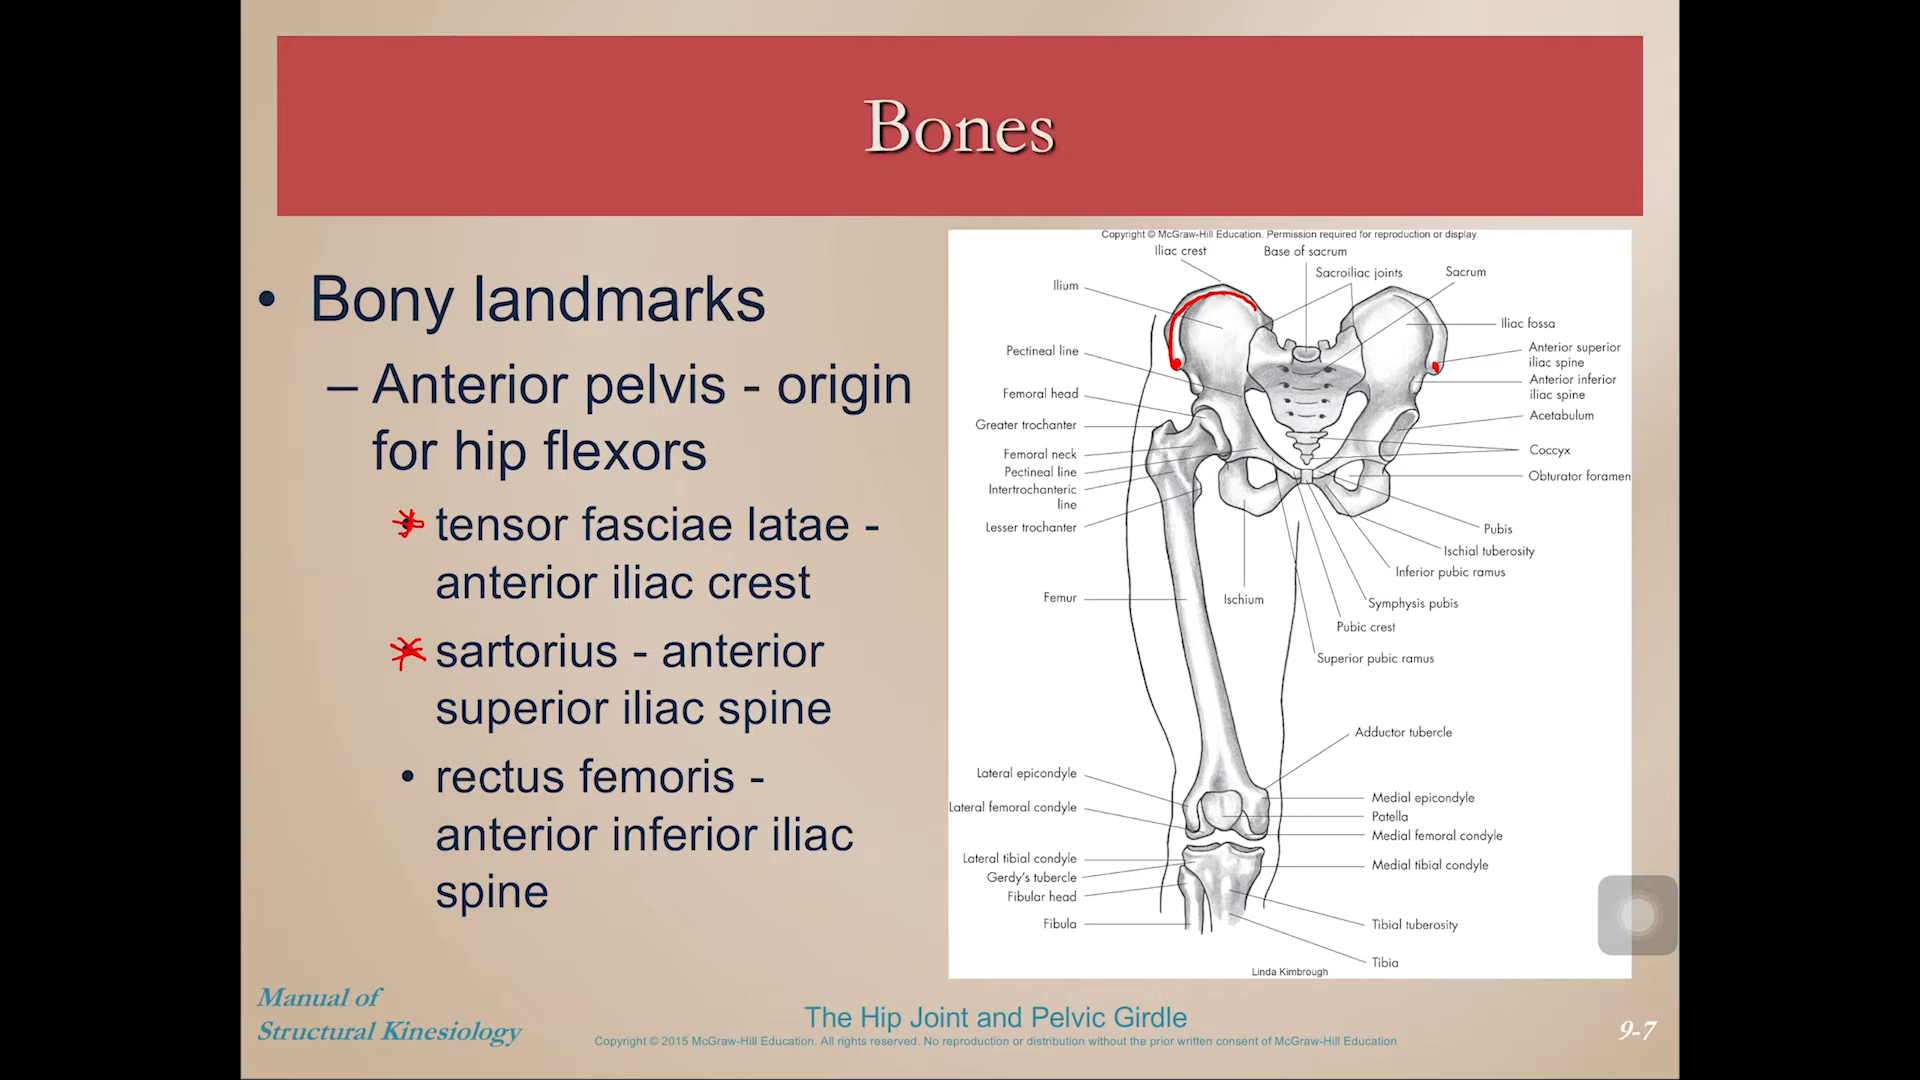 Bones
• Bony landmarks
– Anterior pelvis - origin
for hip flexors
tensor fasciae latae -
anterior iliac crest
sartorius - anterior
superior iliac spine
• rectus femoris -
anterior inferior iliac
spine
Copyright © McGraw-Hill Education. Permission required for reproduction or display.
Iliac crest
Base of sacrum
Sacroiliac joints
Sacrum
Ilium
Iliac fossa
Pectineal line
Anterior superior
iliac spine
Anterior inferior
iliac spine
Femoral head
Acetabulum
Greater trochanter
Femoral neck
Coccyx
Pectineal line
Obturator foramen
Intertrochanteric
line
Lesser trochanter
Pubis
Ischial tuberosity
Inferior pubic ramus
Femur
Ischium
Symphysis pubis
Pubic crest
Superior pubic ramus
Adductor tubercle
Lateral epicondyle
Medial epicondyle
Lateral femoral condyle
Patella
Medial femoral condyle
Lateral tibial condyle
Medial tibial condyle
Gerdy's tubercle
Fibular head
Fibula
Tibial tuberosity
Tibia
Linda Kimbrough
Manual of
Structural Kinesiology
The Hip Joint and Pelvic Girdle
Copyright © 2015 McGraw-Hill Education. All rights reserved. No reproduction or distribution without the prior written consent of McGraw-Hill Education
9-7